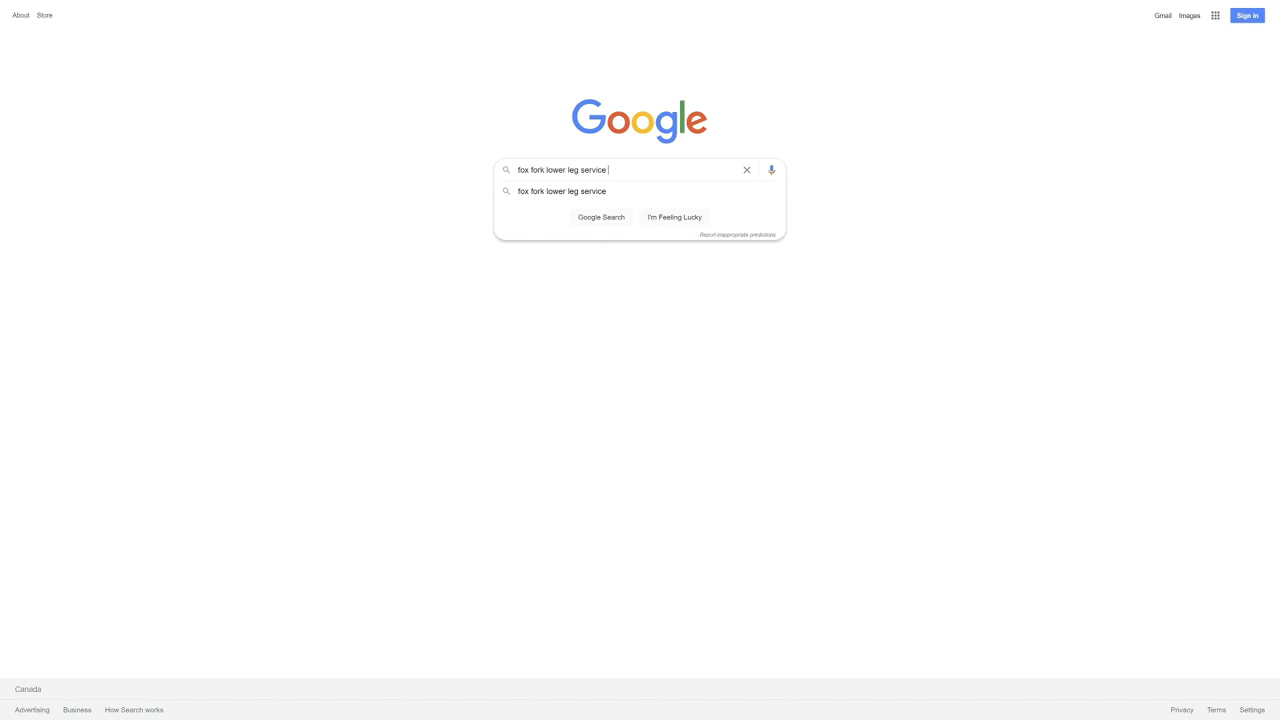 About Store
Gmail Images Sign in
Google
fox fork lower leg service
fox fork lower leg service
Google Search I'm Feeling Lucky
Report inappropriate predictions
Canada
Advertising Business How Search works
Privacy Terms Settings